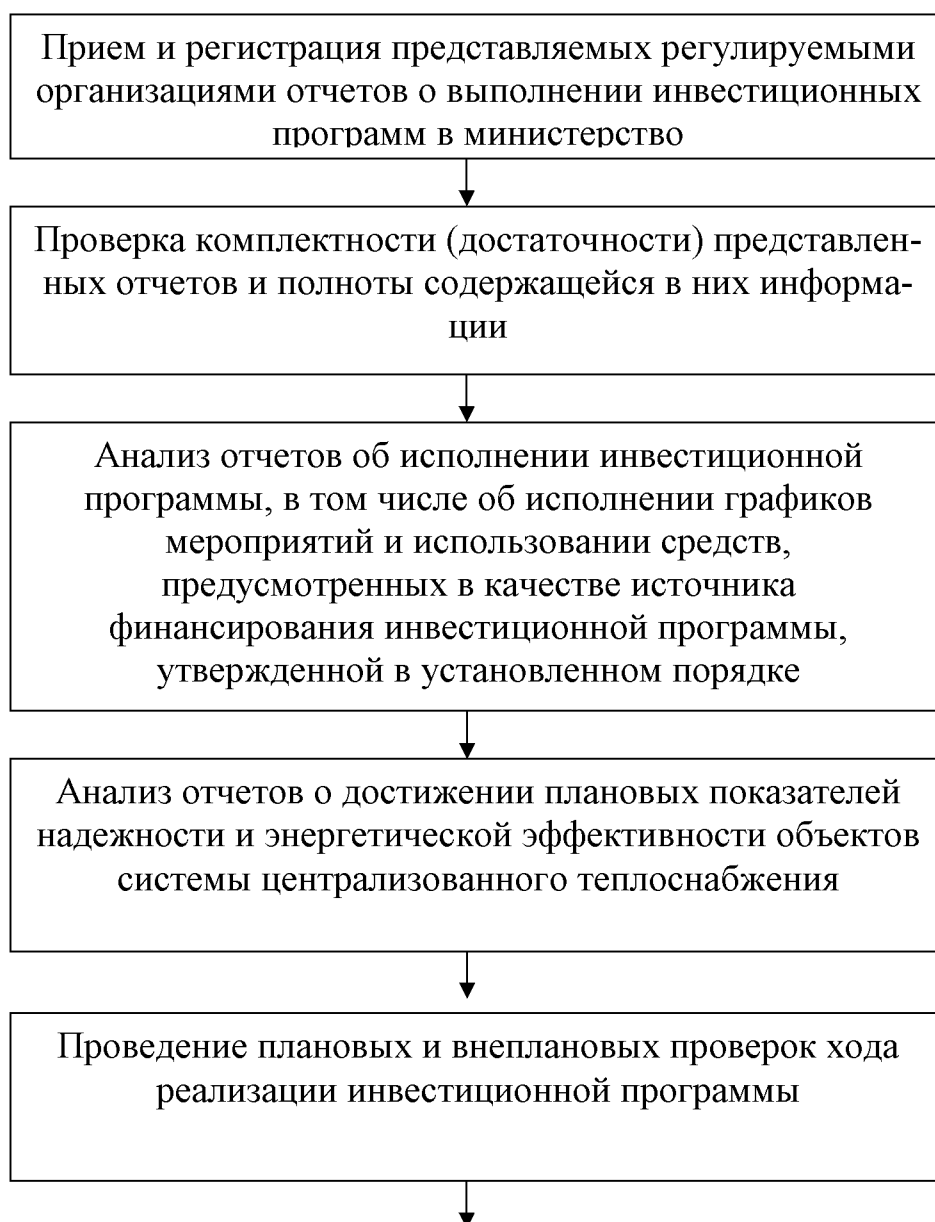 Прием и регистрация представляемых регулируемыми
организациями отчетов о выполнении инвестиционных
программ в министерство
Проверка комплектности (достаточности) представлен-
ных отчетов и полноты содержащейся в них информа-
ции
Анализ отчетов об исполнении инвестиционной
программы, в том числе об исполнении графиков
мероприятий и использовании средств,
предусмотренных в качестве источника
финансирования инвестиционной программы,
утвержденной в установленном порядке
Анализ отчетов о достижении плановых показателей
надежности и энергетической эффективности объектов
системы централизованного теплоснабжения
Проведение плановых и внеплановых проверок хода
реализации инвестиционной программы